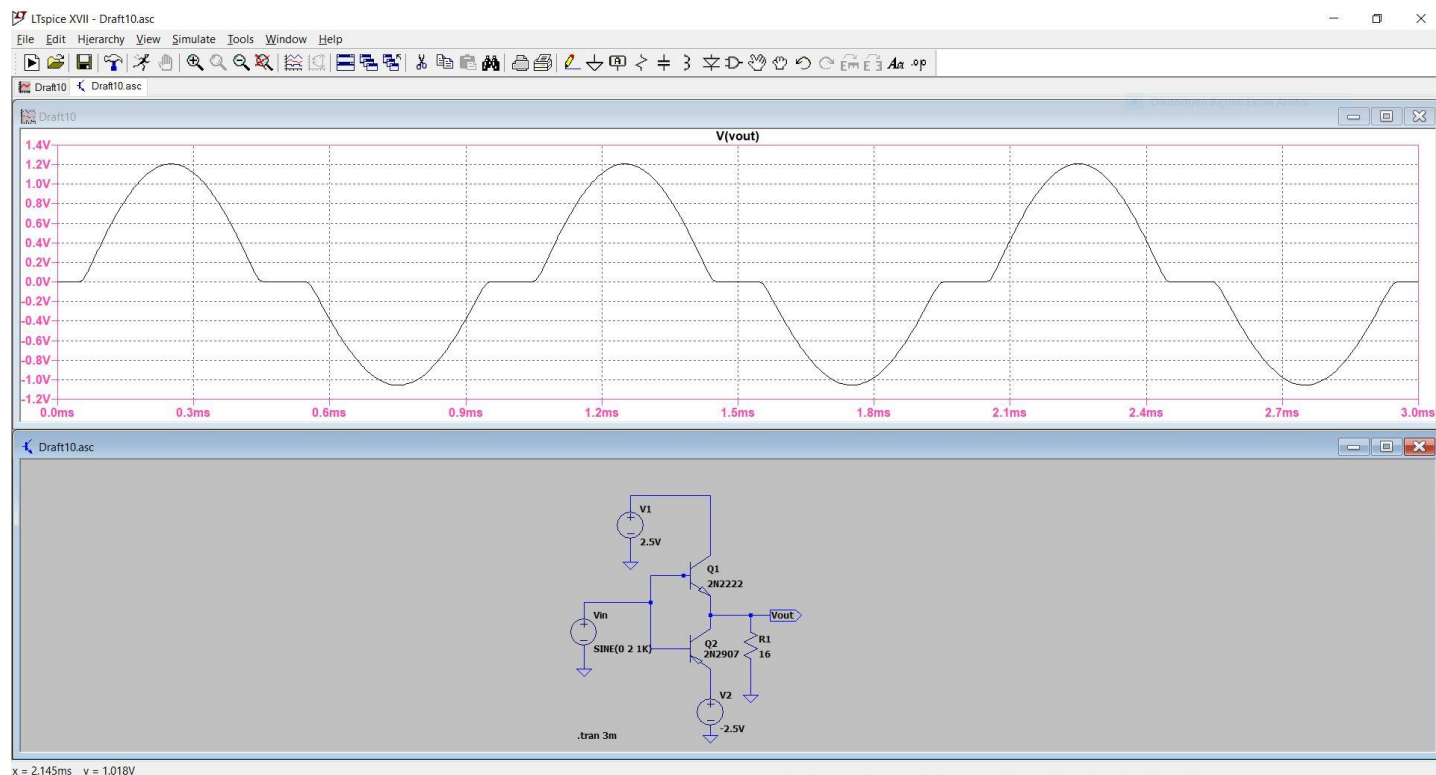 LTspice XVII - Draft10.asc
File Edit Hierarchy View Simulate Tools Window Help
Draft10 Draft10.asc
Dikdörtgen Biçimli Ekran Alıntısı
Draft10
V(vout)
1.4V
1.2V
1.0V
0.8V
0.6V
0.4V
0.2V
0.0V
-0.2V
-0.4V
-0.6V
-0.8V
-1.0V
-1.2V
0.0ms 0.3ms 0.6ms 0.9ms 1.2ms 1.5ms 1.8ms 2.1ms 2.4ms 2.7ms 3.0ms
Draft10.asc
V1
2.5V
Q1
2N2222
Vin
SINE(0 2 1K)
Vout
Q2
2N2907
R1
16
V2
-2.5V
.tran 3m
x = 2.145ms y = 1.018V